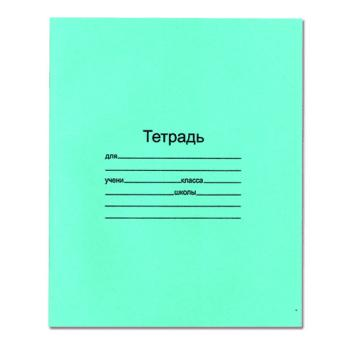 Тетрадь
для
учени класса
школы